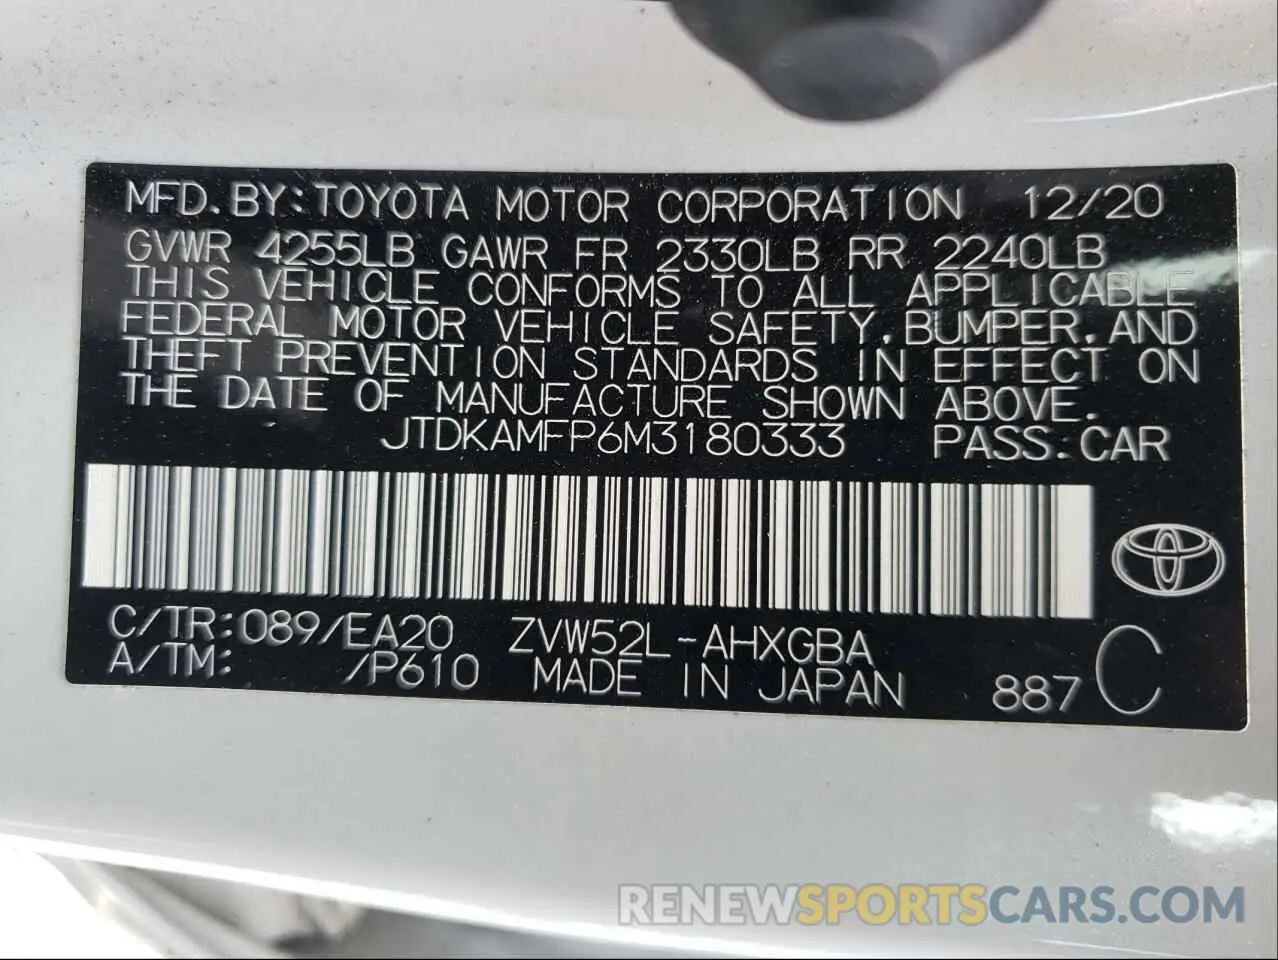 MFD.BY:TOYOTA MOTOR CORPORATION 12/20
GVWR 4255LB GAWR FR 2330LB RR 2240LB
THIS VEHICLE CONFORMS TO ALL APPLICABLE
FEDERAL MOTOR VEHICLE SAFETY,BUMPER,AND
THEFT PREVENTION STANDARDS IN EFFECT ON
THE DATE OF MANUFACTURE SHOWN ABOVE.
JTDKAMFP6M3180333 PASS.CAR
C/TR:089/EA20 ZVW52L-AHXGBA
A/TM: /P610 MADE IN JAPAN 887 C
RENEWSPORTSCARS.COM